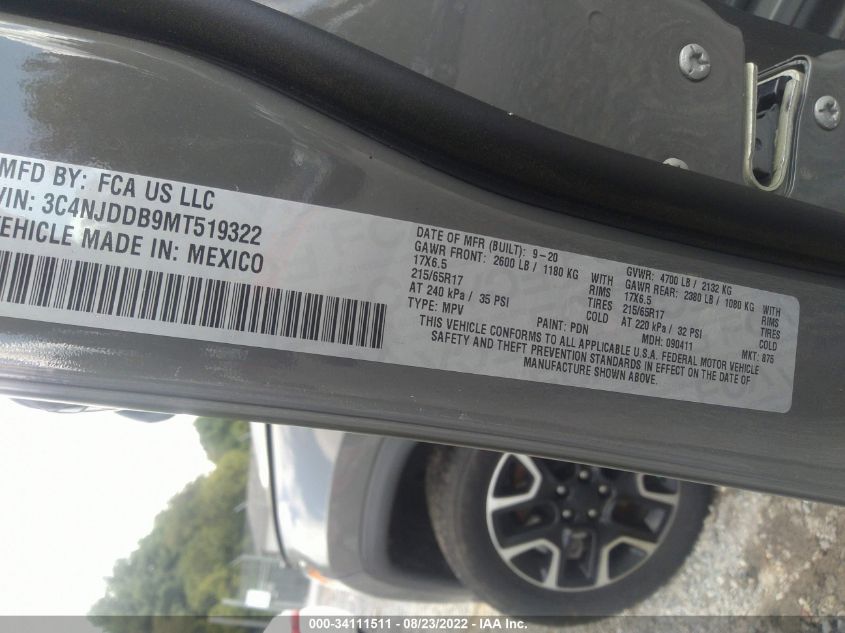 MFD BY: FCA US LLC
VIN: 3C4NJDDB9MT519322
VEHICLE MADE IN: MEXICO
DATE OF MFR (BUILT): 9-20 GVWR: 4700 LB / 2132 KG
GAWR FRONT: 2600 LB / 1180 KG WITH GAWR REAR: 2380 LB / 1080 KG WITH
17X6.5 RIMS 17X6.5 RIMS
215/65R17 TIRES 215/65R17 TIRES
AT 240 kPa / 35 PSI COLD AT 220 kPa / 32 PSI COLD
TYPE: MPV PAINT: PDN MDH: 090411 MKT: 875
THIS VEHICLE CONFORMS TO ALL APPLICABLE U.S.A. FEDERAL MOTOR VEHICLE
SAFETY AND THEFT PREVENTION STANDARDS IN EFFECT ON THE DATE OF
MANUFACTURE SHOWN ABOVE.
000-34111511 - 08/23/2022 - IAA Inc.